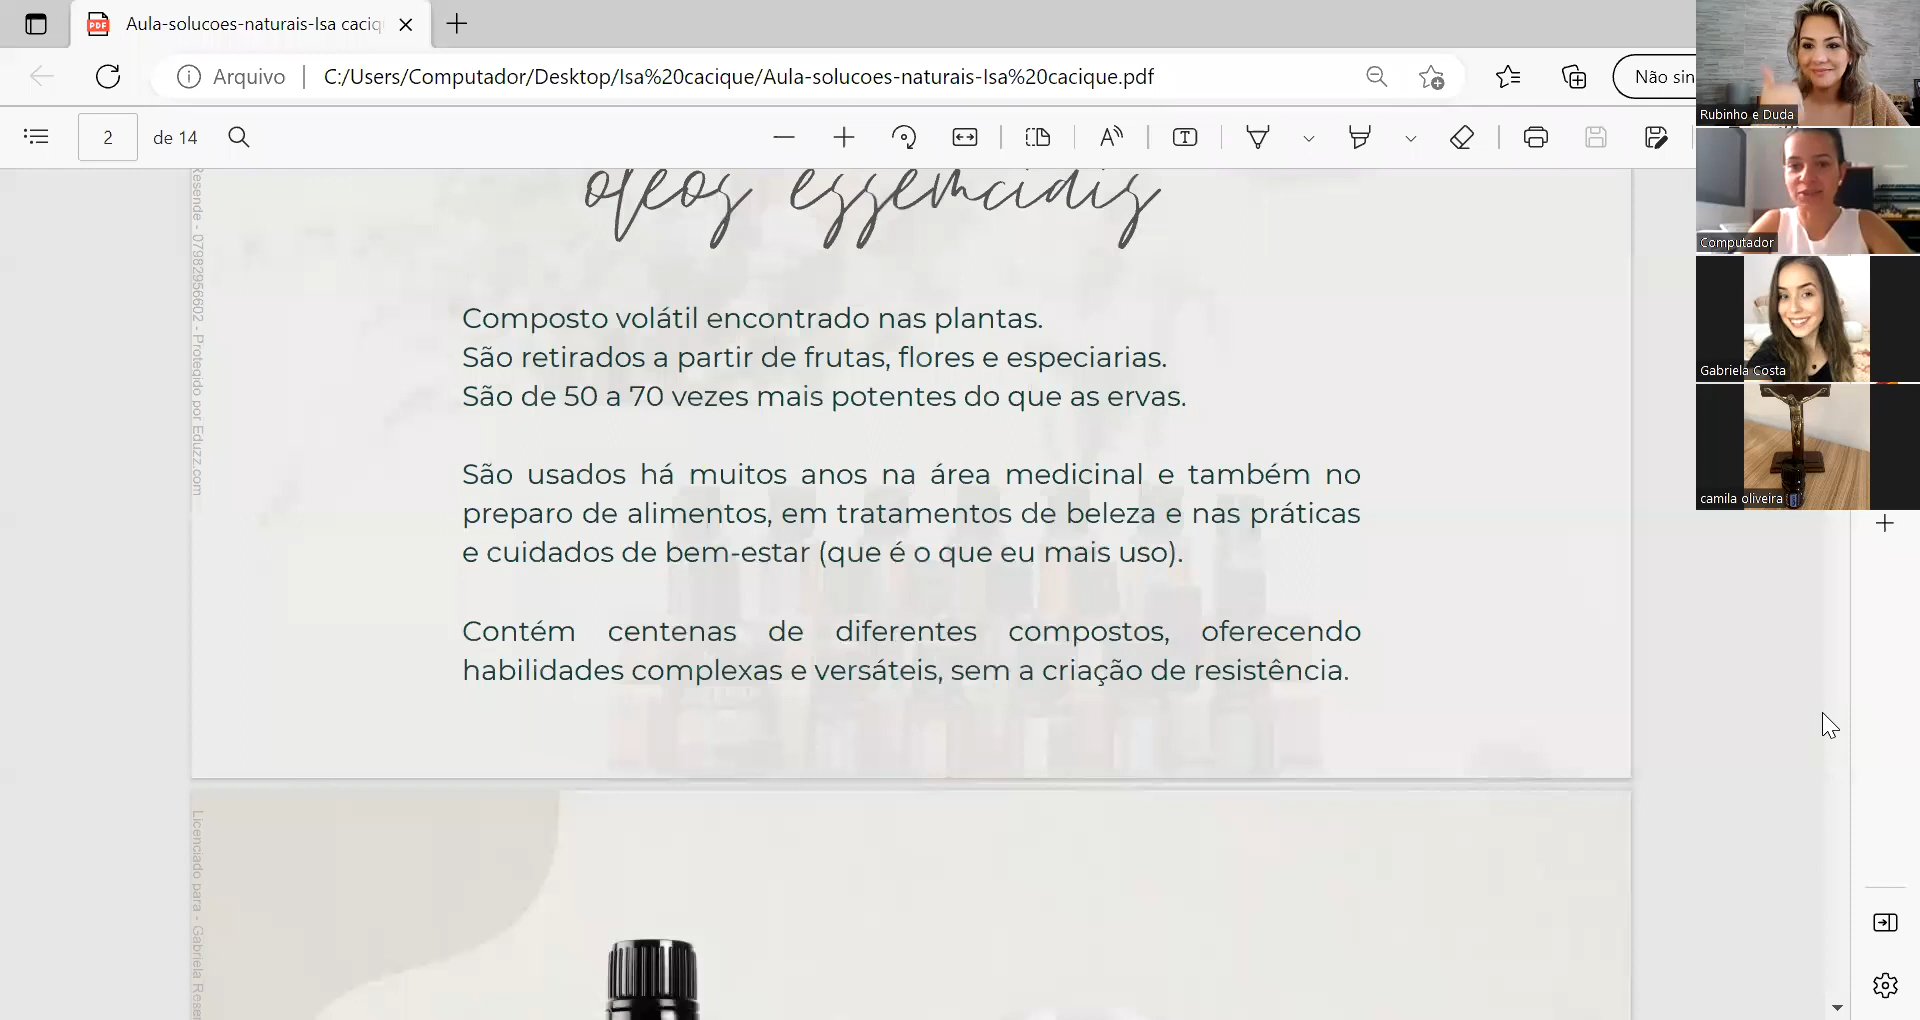 Aula-solucoes-naturais-Isa caciq
Arquivo
C:/Users/Computador/Desktop/Isa%20cacique/Aula-solucoes-naturais-Isa%20cacique.pdf
Não sin
2 de 14
óleos essenciais
Composto volátil encontrado nas plantas.
São retirados a partir de frutas, flores e especiarias.
São de 50 a 70 vezes mais potentes do que as ervas.
São usados há muitos anos na área medicinal e também no
preparo de alimentos, em tratamentos de beleza e nas práticas
e cuidados de bem-estar (que é o que eu mais uso).
Contém centenas de diferentes compostos, oferecendo
habilidades complexas e versáteis, sem a criação de resistência.
Resende - 07982956602 - Protegido por Eduzz.com
Licenciado para - Gabriela Rese
Rubinho e Duda
Computador
Gabriela Costa
camila oliveira